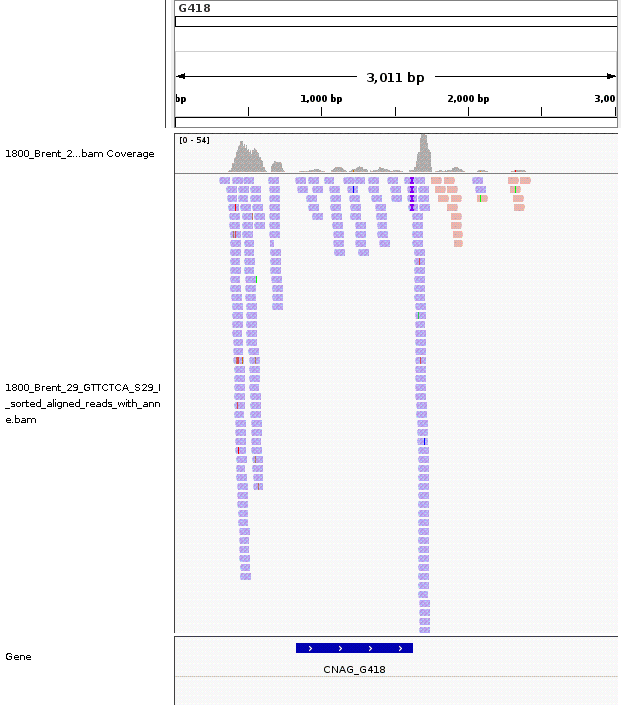 G418
3,011 bp
bp 1,000 bp 2,000 bp 3,00
[0 - 54]
1800_Brent_2...bam Coverage
1800_Brent_29_GTTCTCA_S29_l
_sorted_aligned_reads_with_ann
e.bam
Gene
CNAG_G418